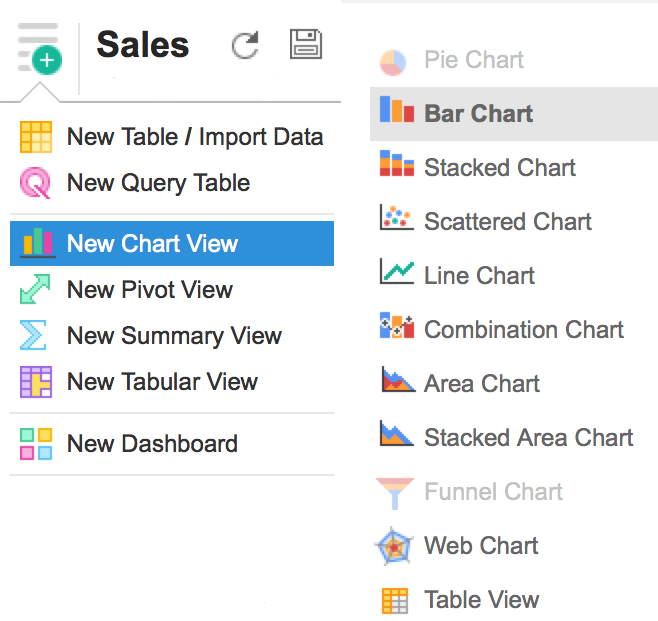 Sales
New Table / Import Data
New Query Table
New Chart View
New Pivot View
New Summary View
New Tabular View
New Dashboard
Pie Chart
Bar Chart
Stacked Chart
Scattered Chart
Line Chart
Combination Chart
Area Chart
Stacked Area Chart
Funnel Chart
Web Chart
Table View